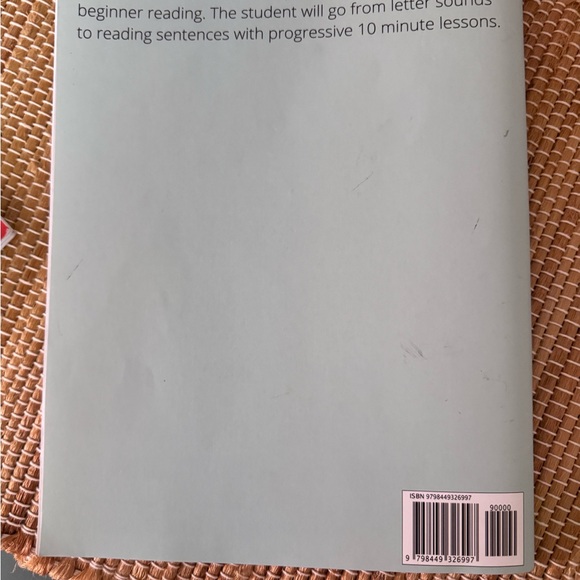 beginner reading. The student will go from letter sounds
to reading sentences with progressive 10 minute lessons.
ISBN 9798449326997
90000
9 798449 326997